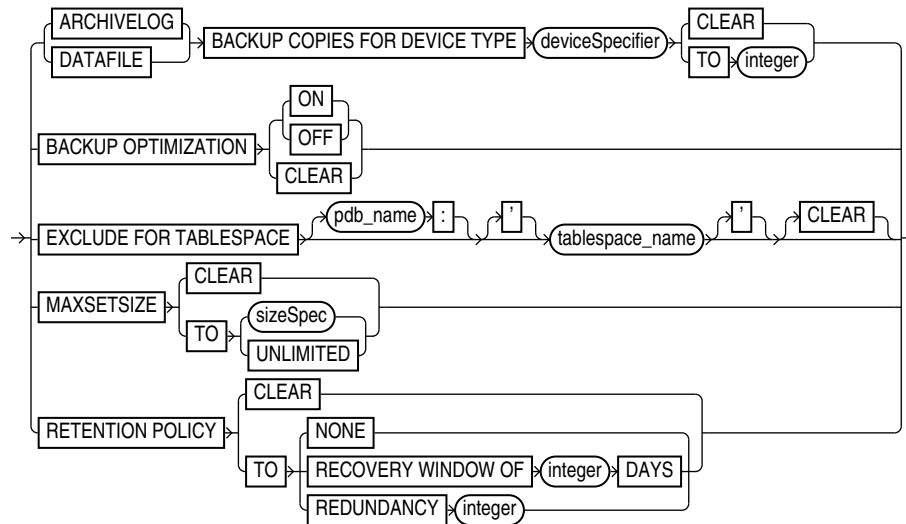 ARCHIVELOG
DATAFILE
BACKUP COPIES FOR DEVICE TYPE deviceSpecifier
CLEAR
TO integer
BACKUP OPTIMIZATION
ON
OFF
CLEAR
EXCLUDE FOR TABLESPACE pdb_name : ' tablespace_name ' CLEAR
MAXSETSIZE
CLEAR
TO
sizeSpec
UNLIMITED
RETENTION POLICY
CLEAR
TO
NONE
RECOVERY WINDOW OF integer DAYS
REDUNDANCY integer